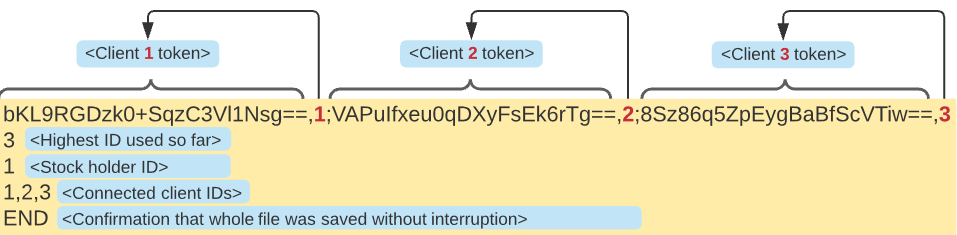 <Client 1 token> <Client 2 token> <Client 3 token>
bKL9RGDzk0+SqzC3Vl1Nsg==,1;VAPuIfxeu0qDXyFsEk6rTg==,2;8Sz86q5ZpEygBaBfScVTiw==,3
3 <Highest ID used so far>
1 <Stock holder ID>
1,2,3 <Connected client IDs>
END <Confirmation that whole file was saved without interruption>